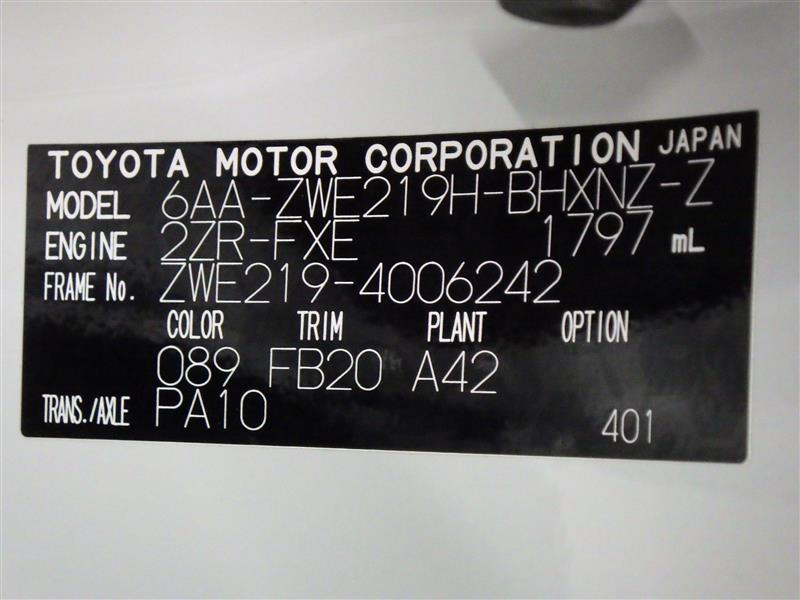 TOYOTA MOTOR CORPORATION JAPAN
MODEL 6AA-ZWE219H-BHXNZ-Z
ENGINE 2ZR-FXE 1797 mL
FRAME No. ZWE219-4006242
COLOR TRIM PLANT OPTION
089 FB20 A42
TRANS./AXLE PA10 401